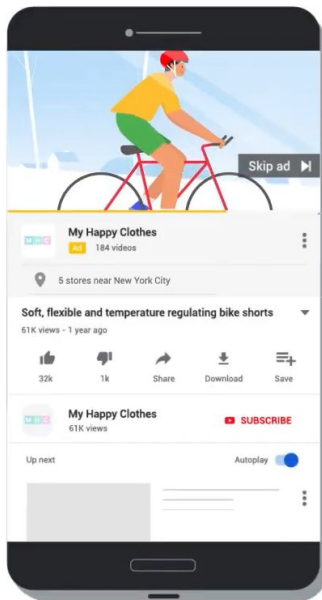 Skip ad
MHC
My Happy Clothes
Ad 184 videos
5 stores near New York City
Soft, flexible and temperature regulating bike shorts
61K views - 1 year ago
32k 1k Share Download Save
MHC
My Happy Clothes
61K views
SUBSCRIBE
Up next Autoplay